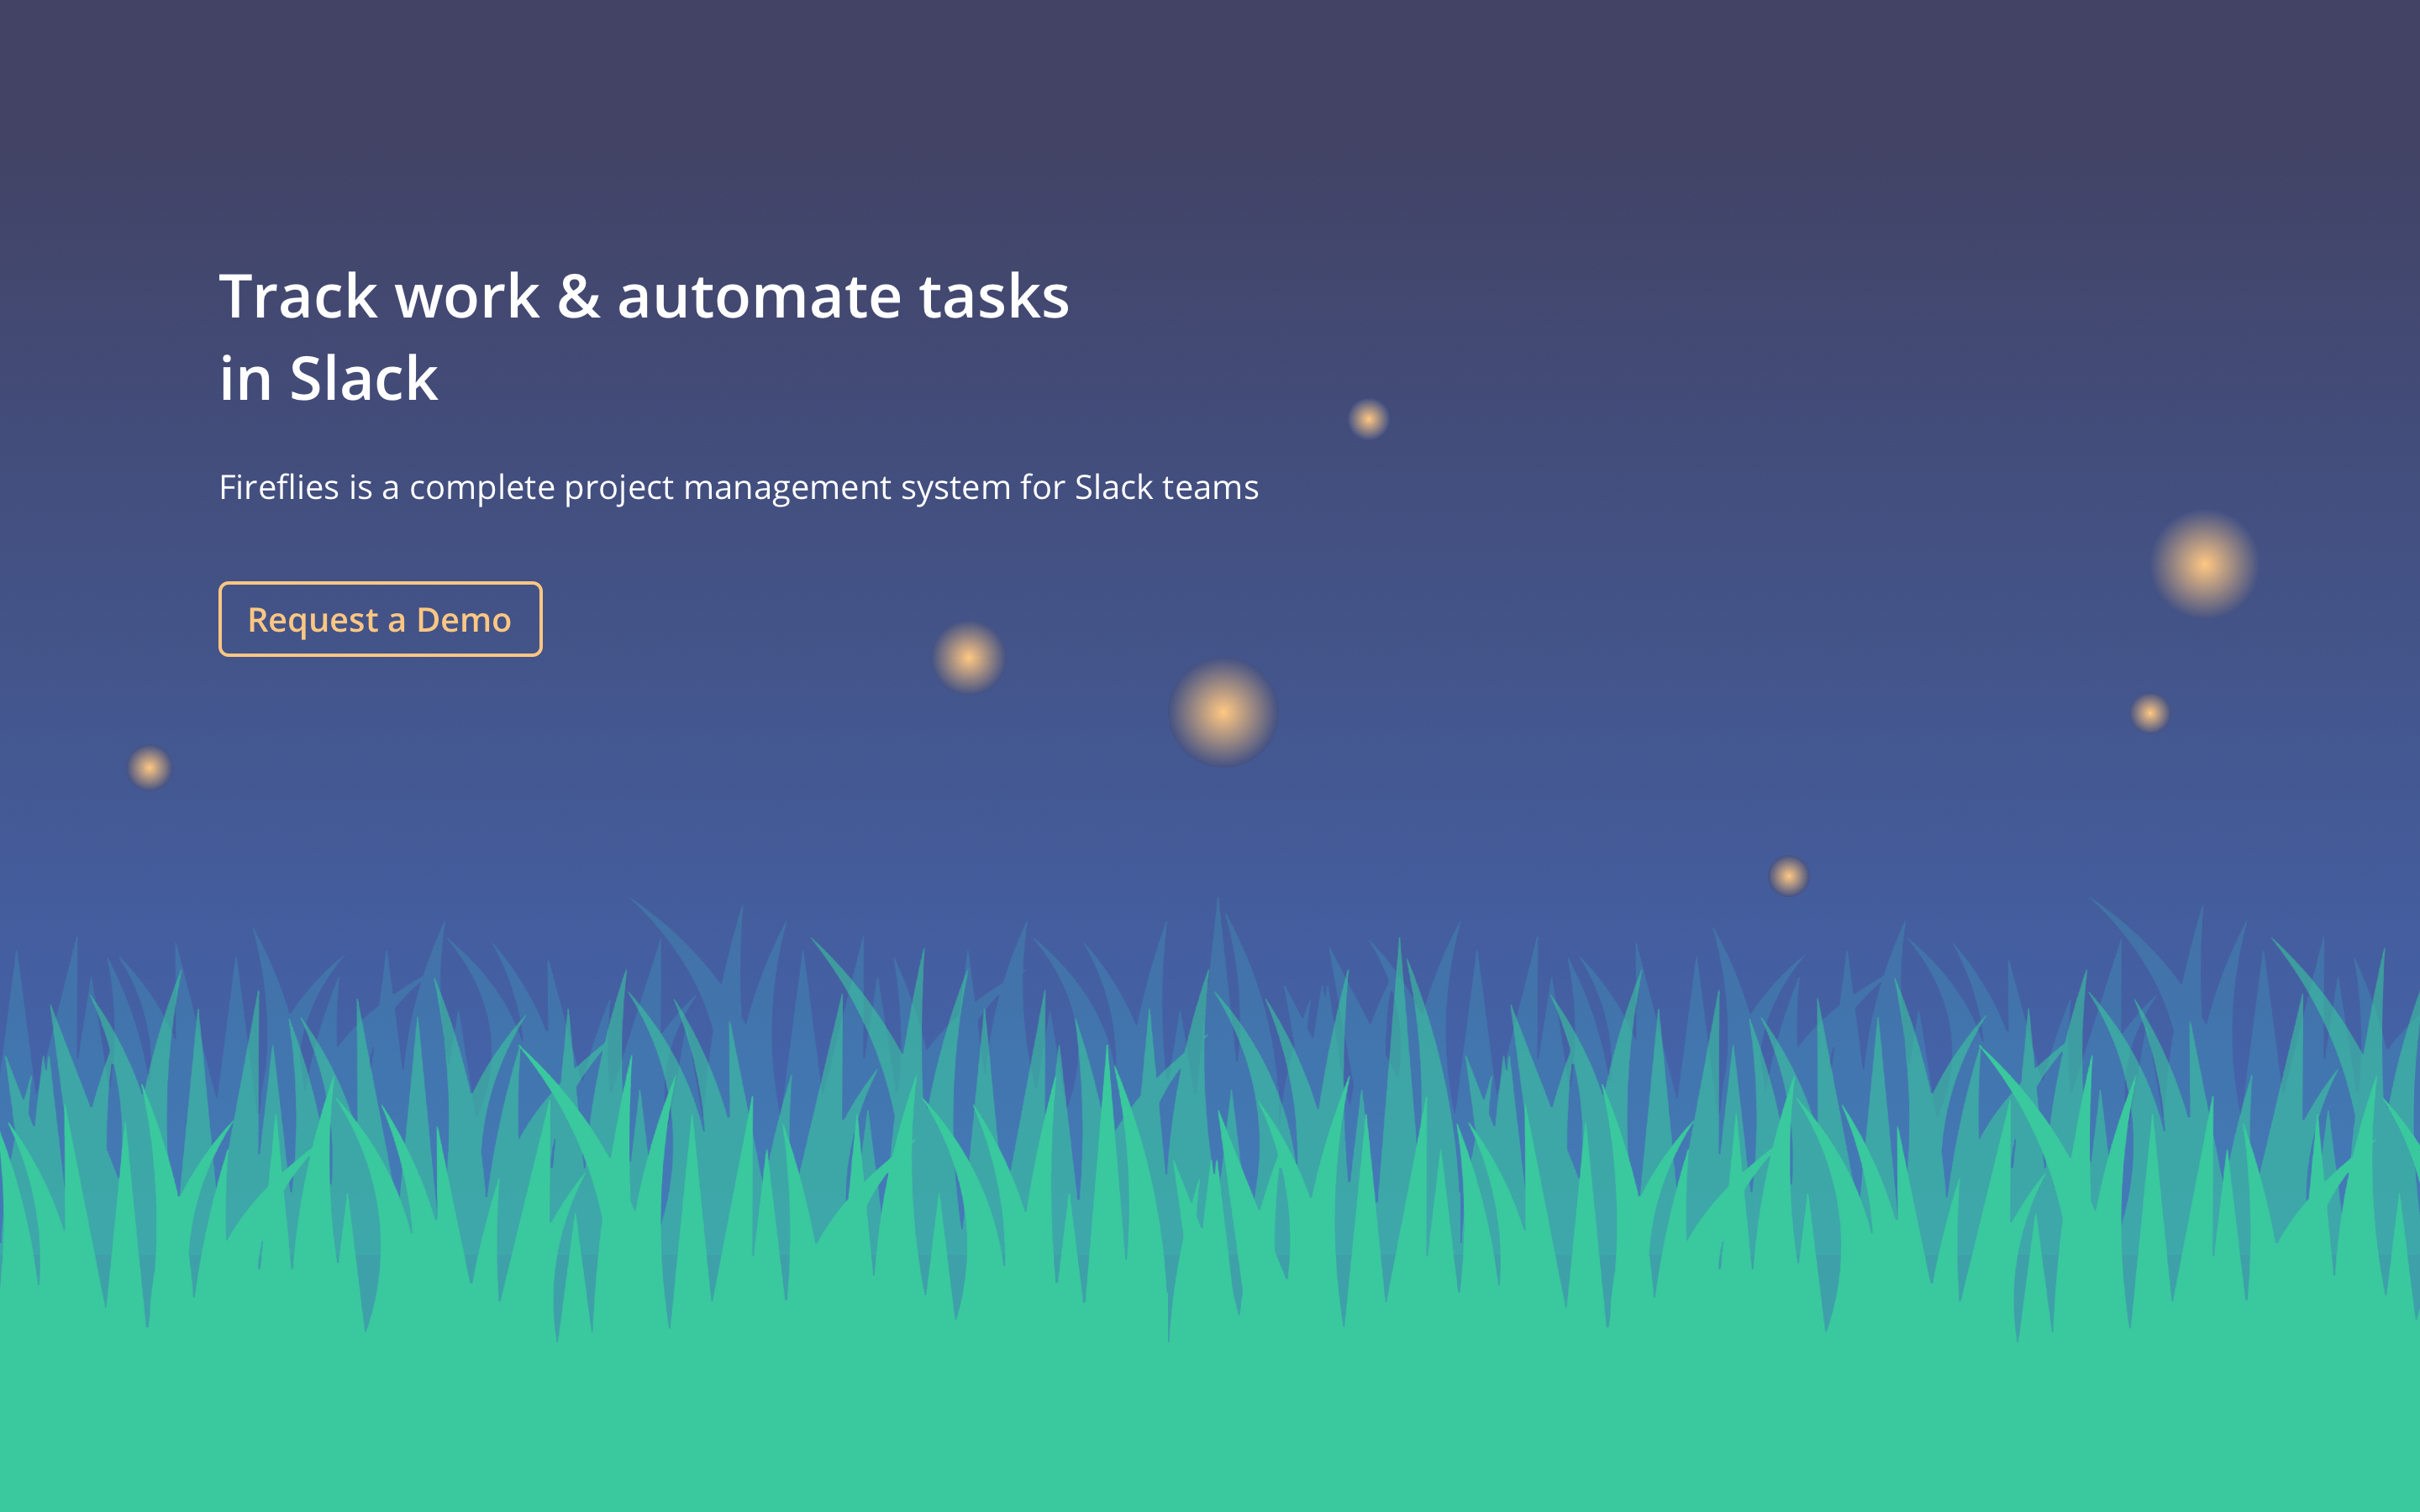 Track work & automate tasks
in Slack
Fireflies is a complete project management system for Slack teams
Request a Demo